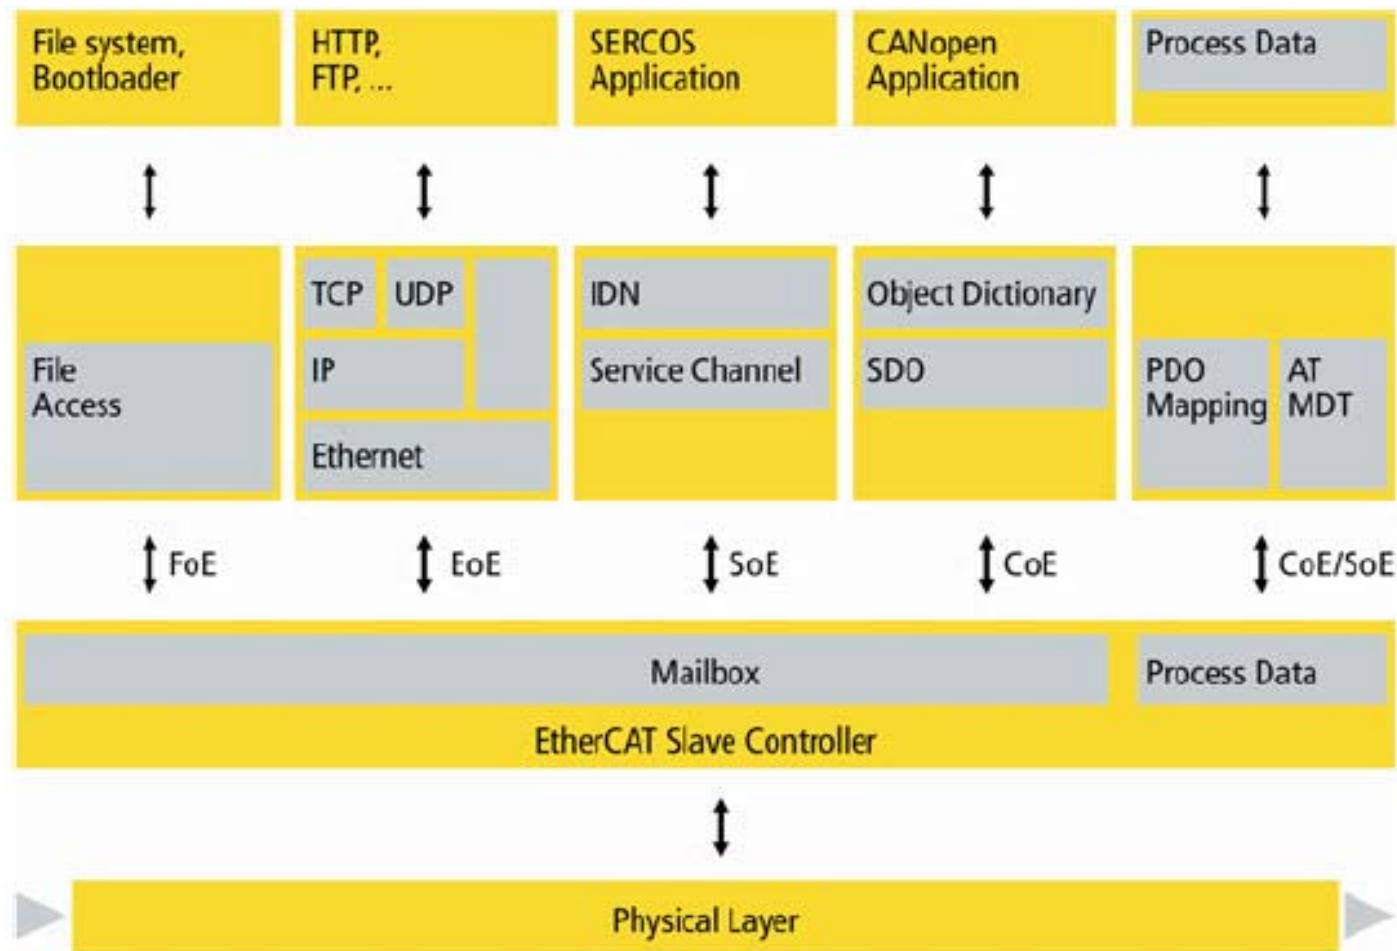 File system,
Bootloader
HTTP,
FTP, ...
SERCOS
Application
CANopen
Application
Process Data
File
Access
TCP
UDP
IP
Ethernet
IDN
Service Channel
Object Dictionary
SDO
PDO
Mapping
AT
MDT
FoE
EoE
SoE
CoE
CoE/SoE
Mailbox
Process Data
EtherCAT Slave Controller
Physical Layer